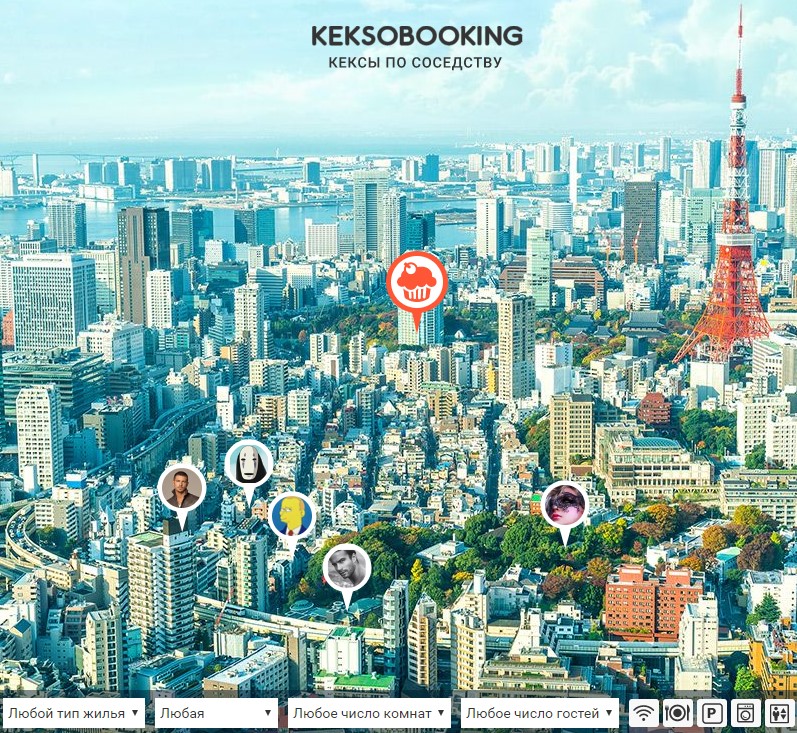 KEKSOBOOKING
КЕКСЫ ПО СОСЕДСТВУ
Любой тип жилья
Любая
Любое число комнат
Любое число гостей
P